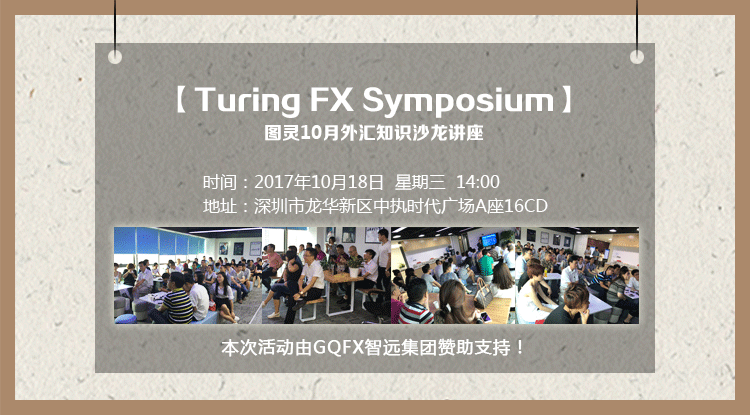 【Turing FX Symposium】
图灵10月外汇知识沙龙讲座
时间：2017年10月18日 星期三 14:00
地址：深圳市龙华新区中执时代广场A座16CD
本次活动由GQFX智远集团赞助支持！